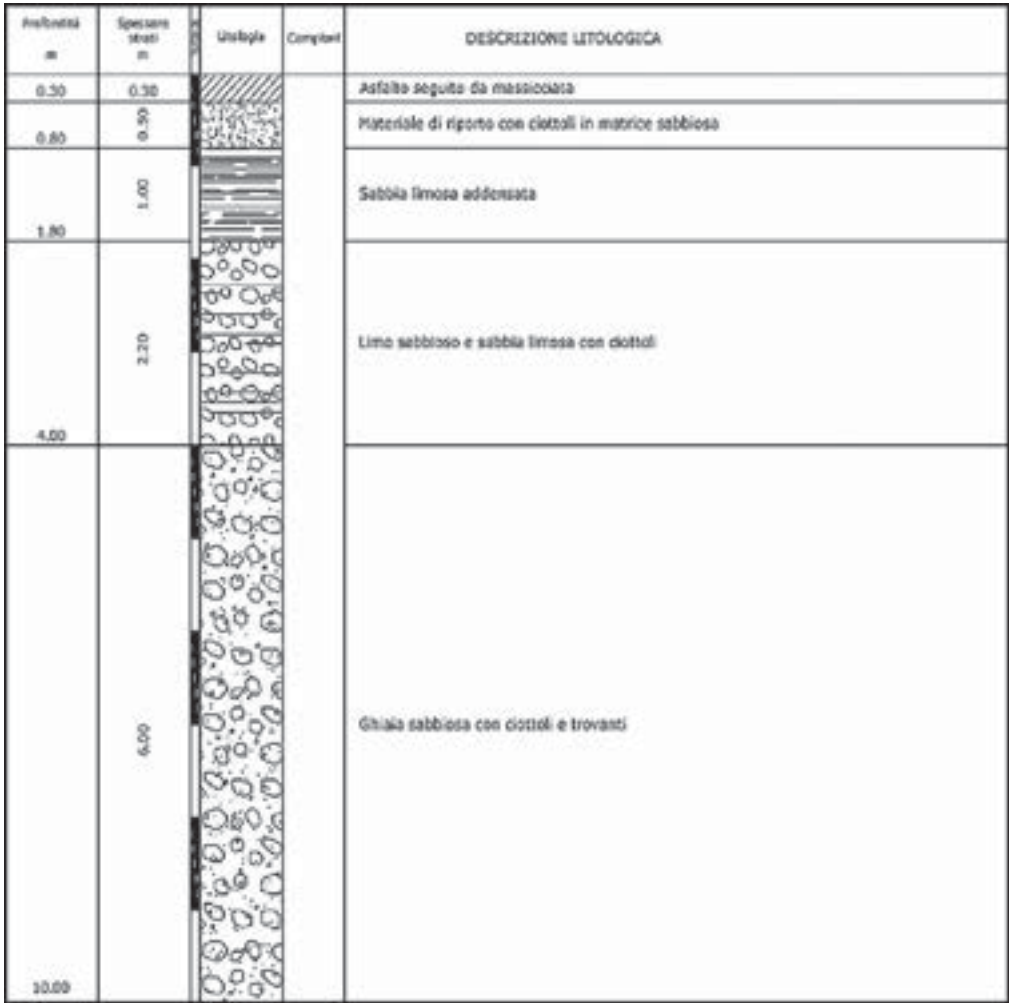 Profondità
m
Spessore
strati
m
Litologia
Campioni
DESCRIZIONE LITOLOGICA
0.30
0.30
Asfalto seguito da massicciata
0.80
0.50
Materiale di riporto con ciottoli in matrice sabbiosa
1.80
1.00
Sabbia limosa addensata
4.00
2.20
Limo sabbioso e sabbia limosa con ciottoli
10.00
6.00
Ghiaia sabbiosa con ciottoli e trovanti